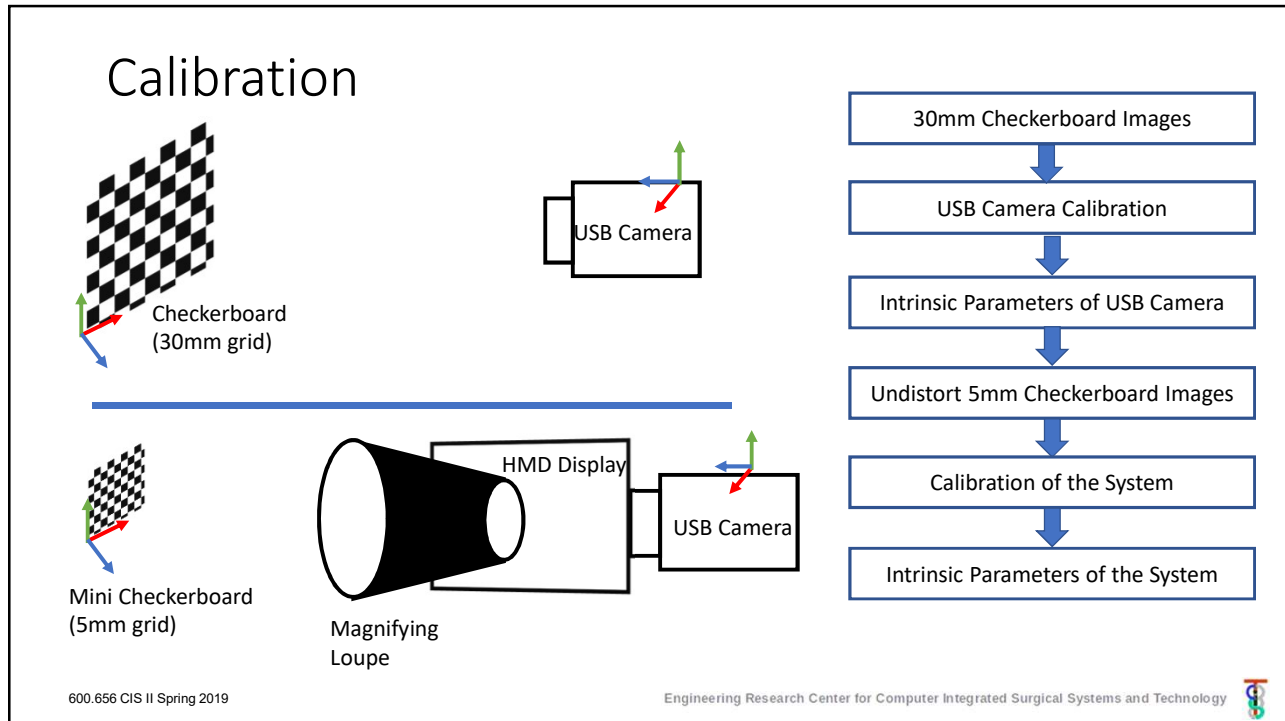 Calibration
Checkerboard
(30mm grid)
USB Camera
Mini Checkerboard
(5mm grid)
Magnifying
Loupe
HMD Display
USB Camera
30mm Checkerboard Images
USB Camera Calibration
Intrinsic Parameters of USB Camera
Undistort 5mm Checkerboard Images
Calibration of the System
Intrinsic Parameters of the System
600.656 CIS II Spring 2019
Engineering Research Center for Computer Integrated Surgical Systems and Technology